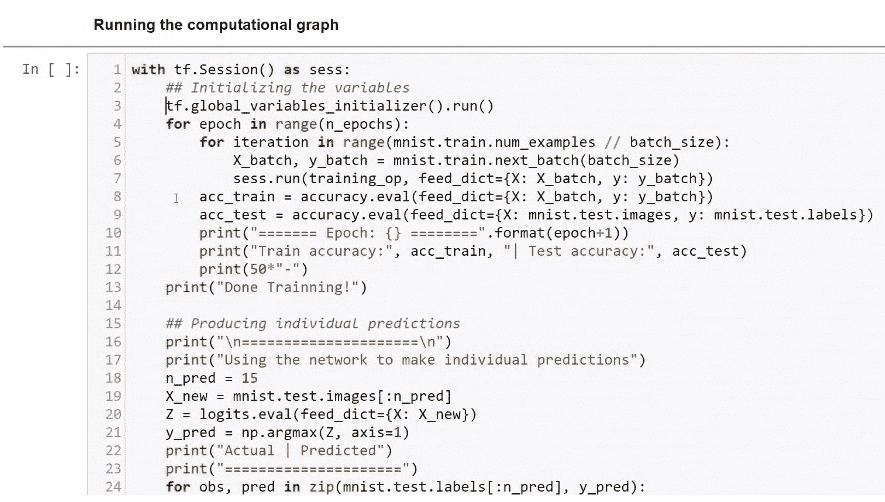 Running the computational graph
In [ ]:
1 with tf.Session() as sess:
2     ## Initializing the variables
3     tf.global_variables_initializer().run()
4     for epoch in range(n_epochs):
5         for iteration in range(mnist.train.num_examples // batch_size):
6             X_batch, y_batch = mnist.train.next_batch(batch_size)
7             sess.run(training_op, feed_dict={X: X_batch, y: y_batch})
8         acc_train = accuracy.eval(feed_dict={X: X_batch, y: y_batch})
9         acc_test = accuracy.eval(feed_dict={X: mnist.test.images, y: mnist.test.labels})
10         print("======= Epoch: {} ========".format(epoch+1))
11         print("Train accuracy:", acc_train, "| Test accuracy:", acc_test)
12         print(50*"-")
13     print("Done Trainning!")
14
15     ## Producing individual predictions
16     print("\n=====================\n")
17     print("Using the network to make individual predictions")
18     n_pred = 15
19     X_new = mnist.test.images[:n_pred]
20     Z = logits.eval(feed_dict={X: X_new})
21     y_pred = np.argmax(Z, axis=1)
22     print("Actual | Predicted")
23     print("=====================")
24     for obs, pred in zip(mnist.test.labels[:n_pred], y_pred):